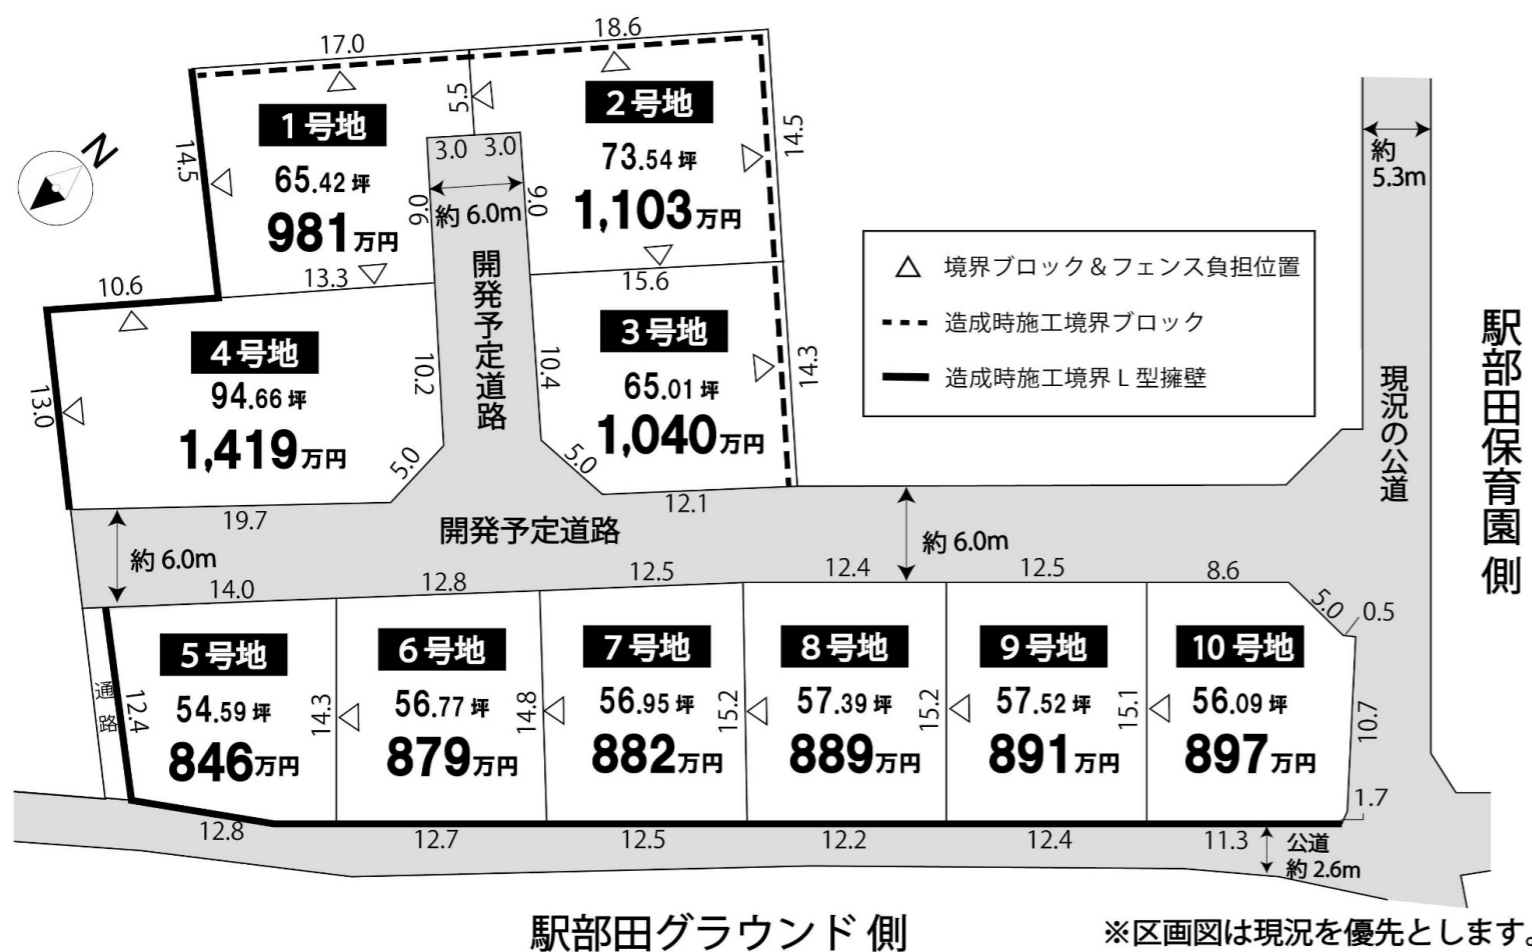 17.0
18.6
N
14.5
5.5
14.5
1号地
65.42坪
981万円
2号地
73.54坪
1,103万円
3.0 3.0
9.0
約6.0m
9.0
開発予定道路
10.6
13.3
15.6
4号地
94.66坪
1,419万円
13.0
10.2
5.0
19.7
3号地
65.01坪
1,040万円
10.4
14.3
5.0
12.1
境界ブロック&フェンス負担位置
造成時施工境界ブロック
造成時施工境界L型擁壁
約
5.3m
現況の公道
駅部田保育園 側
開発予定道路
約6.0m
約6.0m
14.0
12.8
12.5
12.4
12.5
8.6
5.0
0.5
通路
12.4
5号地
54.59坪
846万円
14.3
6号地
56.77坪
879万円
14.8
7号地
56.95坪
882万円
15.2
8号地
57.39坪
889万円
15.2
9号地
57.52坪
891万円
15.1
10号地
56.09坪
897万円
10.7
1.7
12.8
12.7
12.5
12.2
12.4
11.3
公道
約2.6m
駅部田グラウンド 側
※区画図は現況を優先とします。